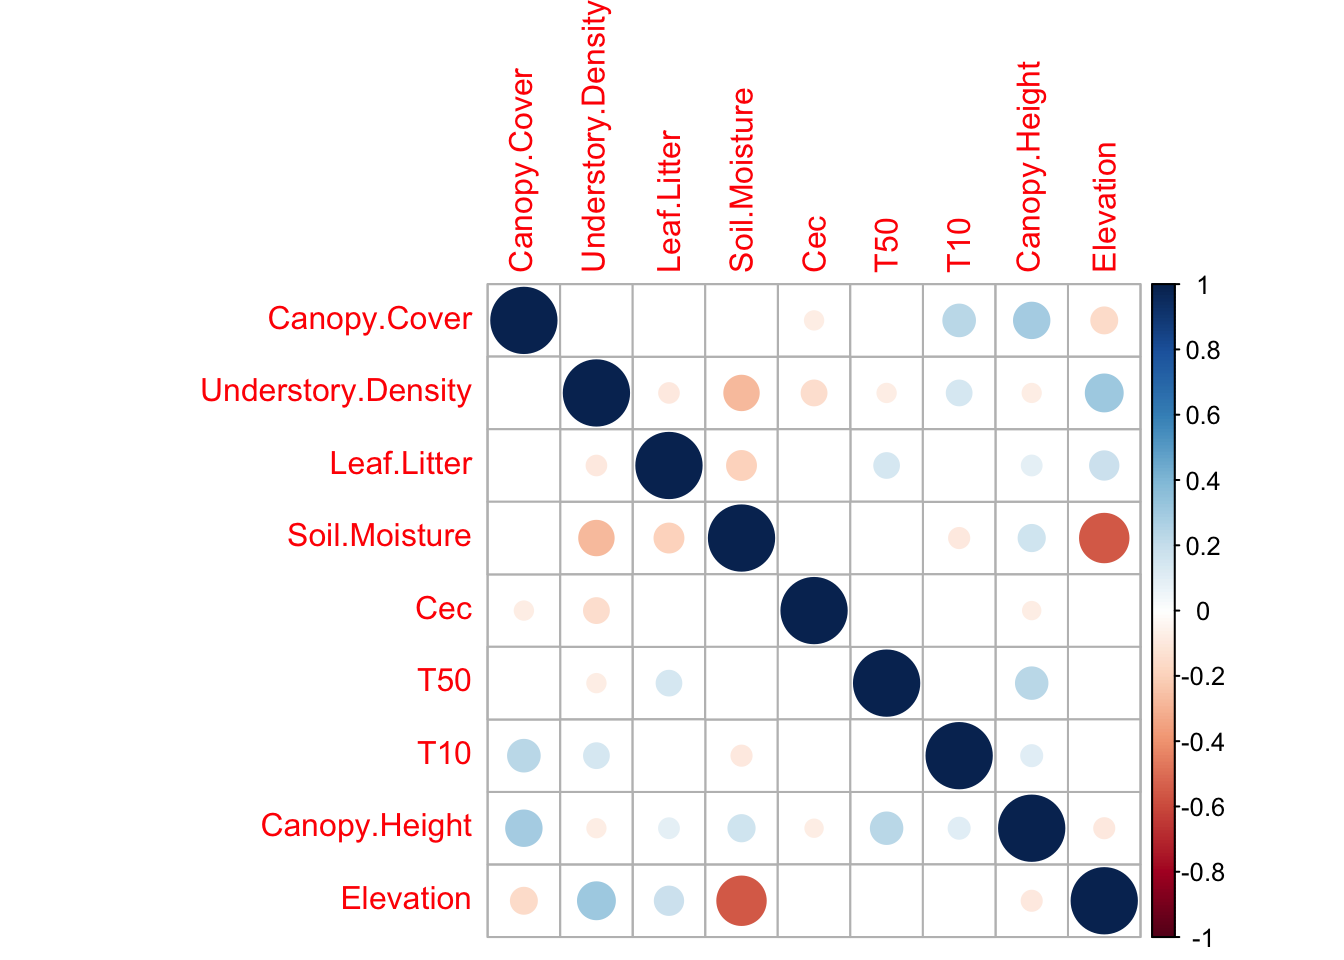 Canopy.Cover
Understory.Density
Leaf.Litter
Soil.Moisture
Cec
T50
T10
Canopy.Height
Elevation
Canopy.Cover
Understory.Density
Leaf.Litter
Soil.Moisture
Cec
T50
T10
Canopy.Height
Elevation
1
0.8
0.6
0.4
0.2
0
-0.2
-0.4
-0.6
-0.8
-1